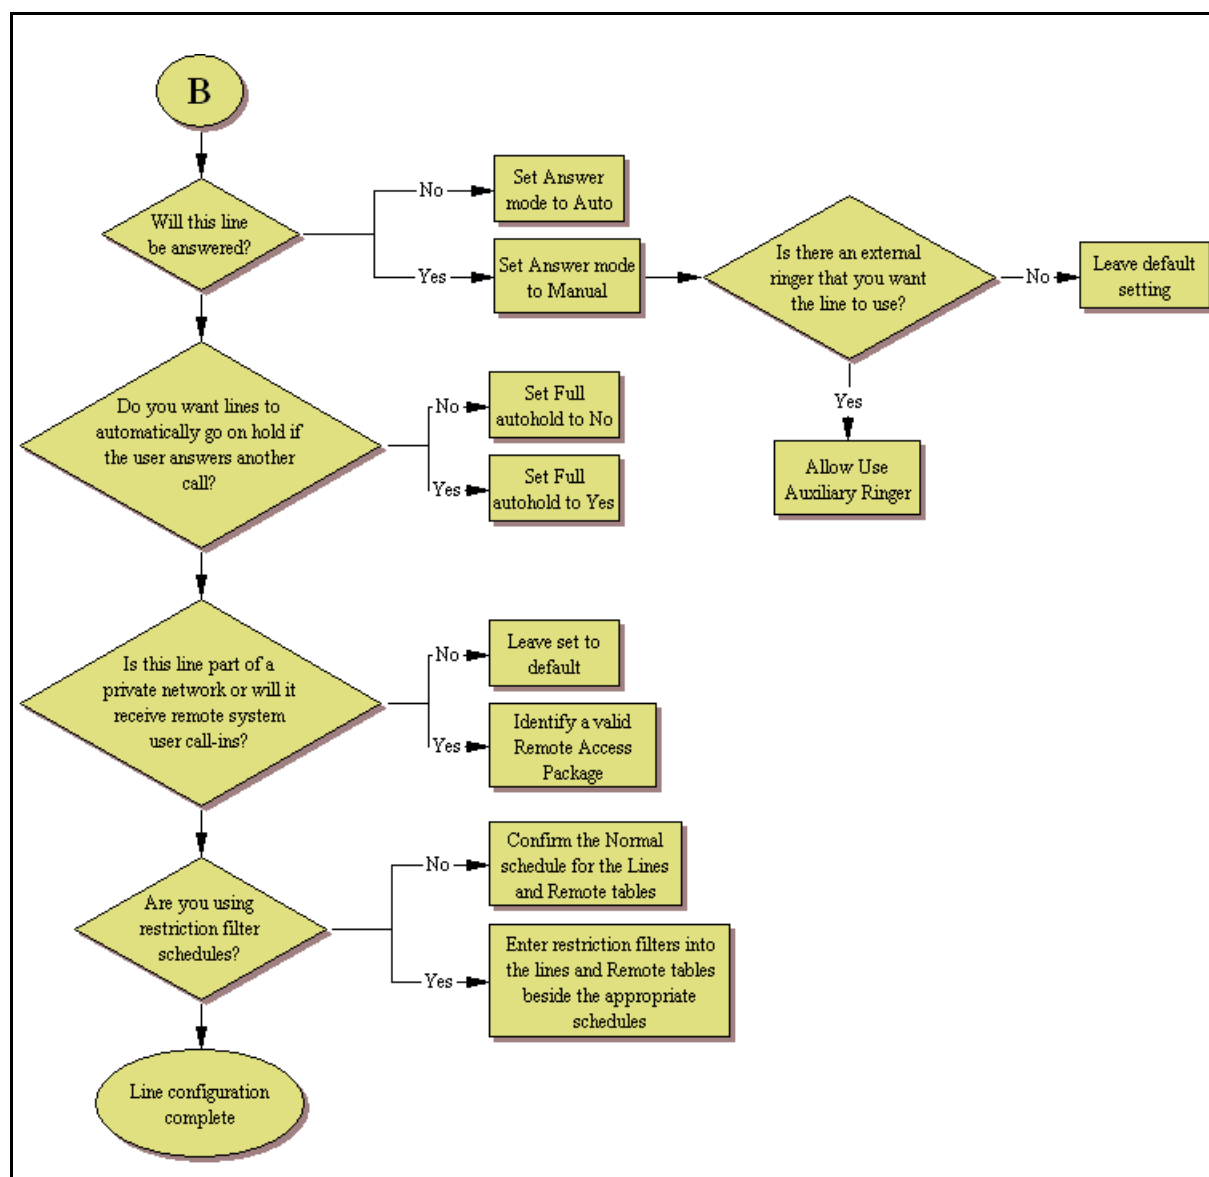 B
Will this line
be answered?
No
Set Answer
mode to Auto
Yes
Set Answer mode
to Manual
Is there an external
ringer that you want
the line to use?
No
Leave default
setting
Yes
Allow Use
Auxiliary Ringer
Do you want lines to
automatically go on hold if
the user answers another
call?
No
Set Full
autohold to No
Yes
Set Full
autohold to Yes
Is this line part of a
private network or will it
receive remote system
user call-ins?
No
Leave set to
default
Yes
Identify a valid
Remote Access
Package
Are you using
restriction filter
schedules?
No
Confirm the Normal
schedule for the Lines
and Remote tables
Yes
Enter restriction filters into
the lines and Remote tables
beside the appropriate
schedules
Line configuration
complete